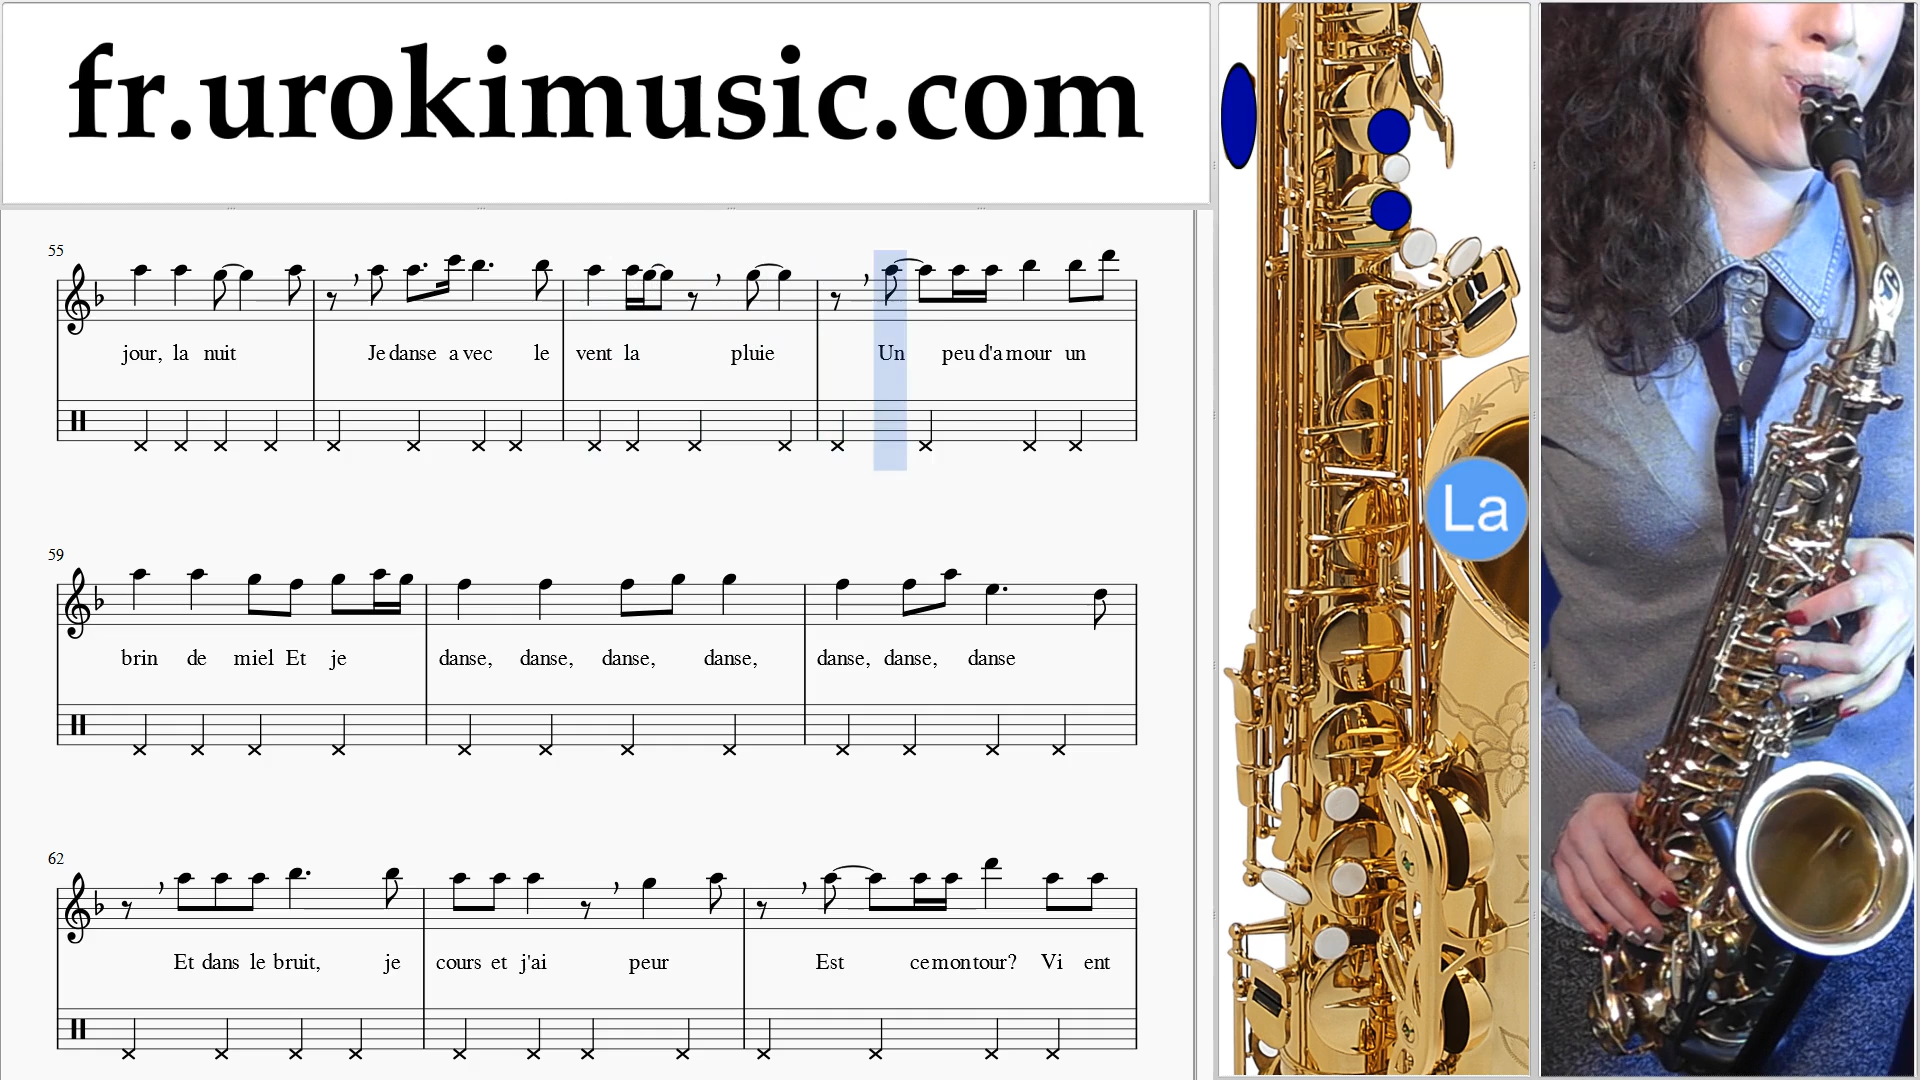 fr.urokimusic.com
55
jour, la nuit Je danse a vec le vent la pluie Un peu d'a mour un
La
59
brin de miel Et je danse, danse, danse, danse, danse, danse, danse
62
Et dans le bruit, je cours et j'ai peur Est ce mon tour? Vi ent